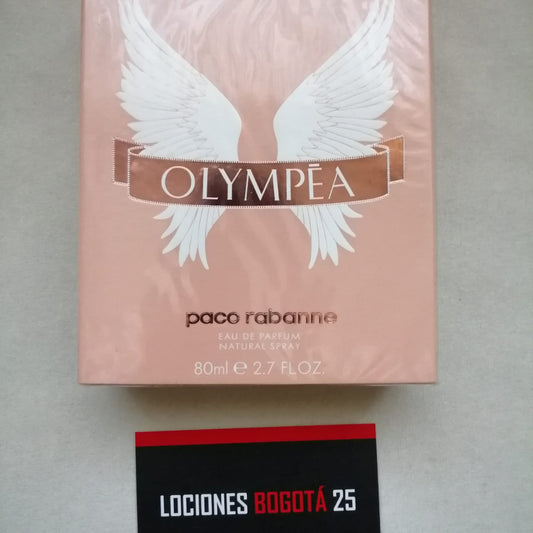 OLYMPĒA
paco rabanne
EAU DE PARFUM
NATURAL SPRAY
80ml ℮ 2.7 FL.OZ.
LOCIONES BOGOTÁ 25